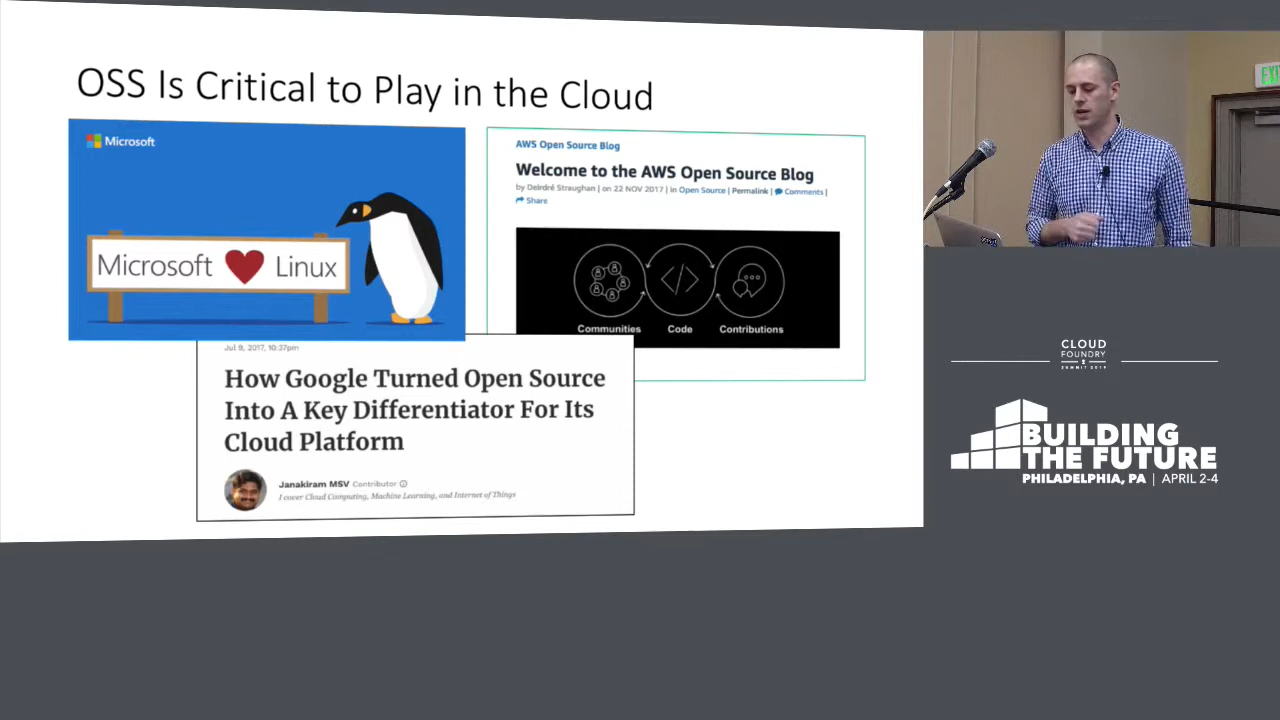 OSS Is Critical to Play in the Cloud
Microsoft
Microsoft Linux
AWS Open Source Blog
Welcome to the AWS Open Source Blog
by Deirdré Straughan | on 22 NOV 2017 | in Open Source | Permalink | Comments |
Share
Communities Code Contributions
Jul 9, 2017, 10:37pm
How Google Turned Open Source
Into A Key Differentiator For Its
Cloud Platform
Janakiram MSV Contributor
I cover Cloud Computing, Machine Learning, and Internet of Things
EXI
CLOUD
FOUNDRY
SUMMIT 2019
BUILDING
THE FUTURE
PHILADELPHIA, PA | APRIL 2-4